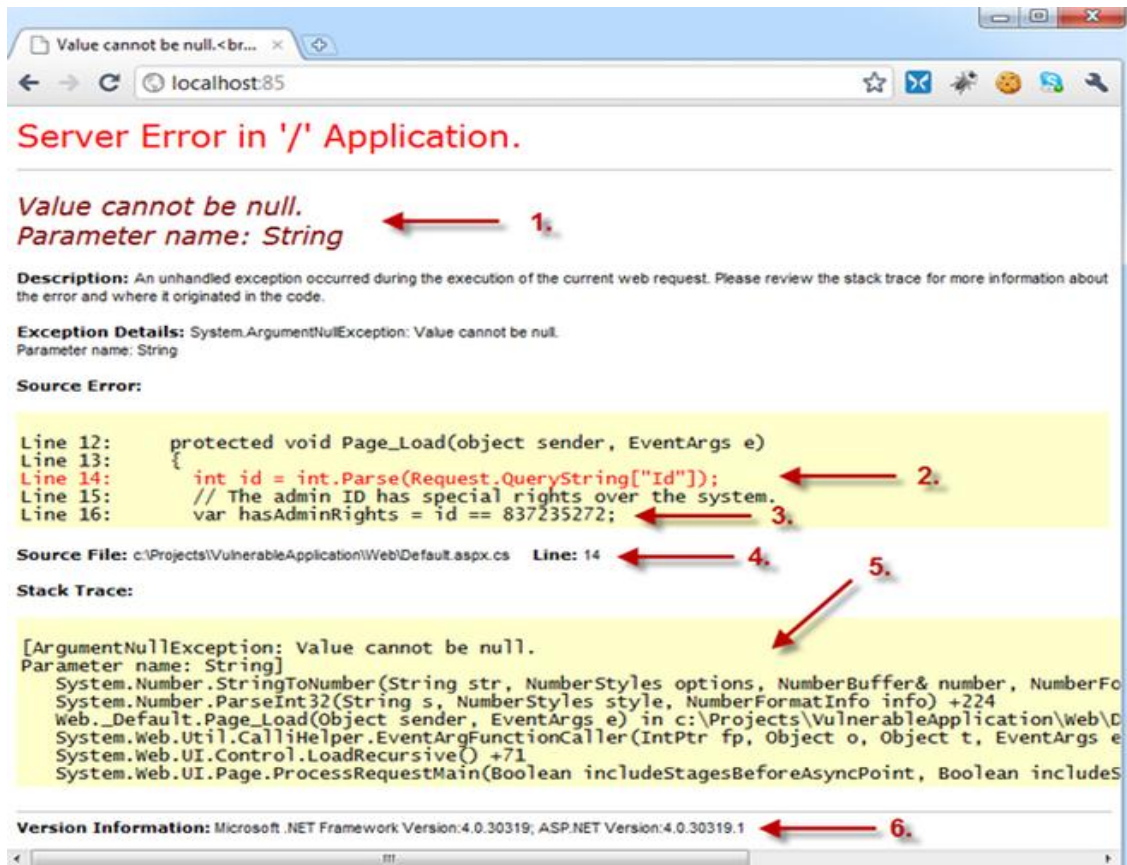 Value cannot be null.<br...
localhost:85
Server Error in '/' Application.
Value cannot be null.
Parameter name: String
1.
Description: An unhandled exception occurred during the execution of the current web request. Please review the stack trace for more information about
the error and where it originated in the code.
Exception Details: System.ArgumentNullException: Value cannot be null.
Parameter name: String
Source Error:
Line 12: protected void Page_Load(object sender, EventArgs e)
Line 13: {
Line 14: int id = int.Parse(Request.QueryString["Id"]);
2.
Line 15: // The admin ID has special rights over the system.
Line 16: var hasAdminRights = id == 837235272;
3.
Source File: c:\Projects\VulnerableApplication\Web\Default.aspx.cs Line: 14
4.
Stack Trace:
5.
[ArgumentNullException: Value cannot be null.
Parameter name: String]
System.Number.StringToNumber(String str, NumberStyles options, NumberBuffer& number, NumberFo
System.Number.ParseInt32(String s, NumberStyles style, NumberFormatInfo info) +224
Web._Default.Page_Load(Object sender, EventArgs e) in c:\Projects\VulnerableApplication\Web\D
System.Web.Util.CalliHelper.EventArgFunctionCaller(IntPtr fp, Object o, Object t, EventArgs e
System.Web.UI.Control.LoadRecursive() +71
System.Web.UI.Page.ProcessRequestMain(Boolean includeStagesBeforeAsyncPoint, Boolean includeS
Version Information: Microsoft .NET Framework Version:4.0.30319; ASP.NET Version:4.0.30319.1
6.